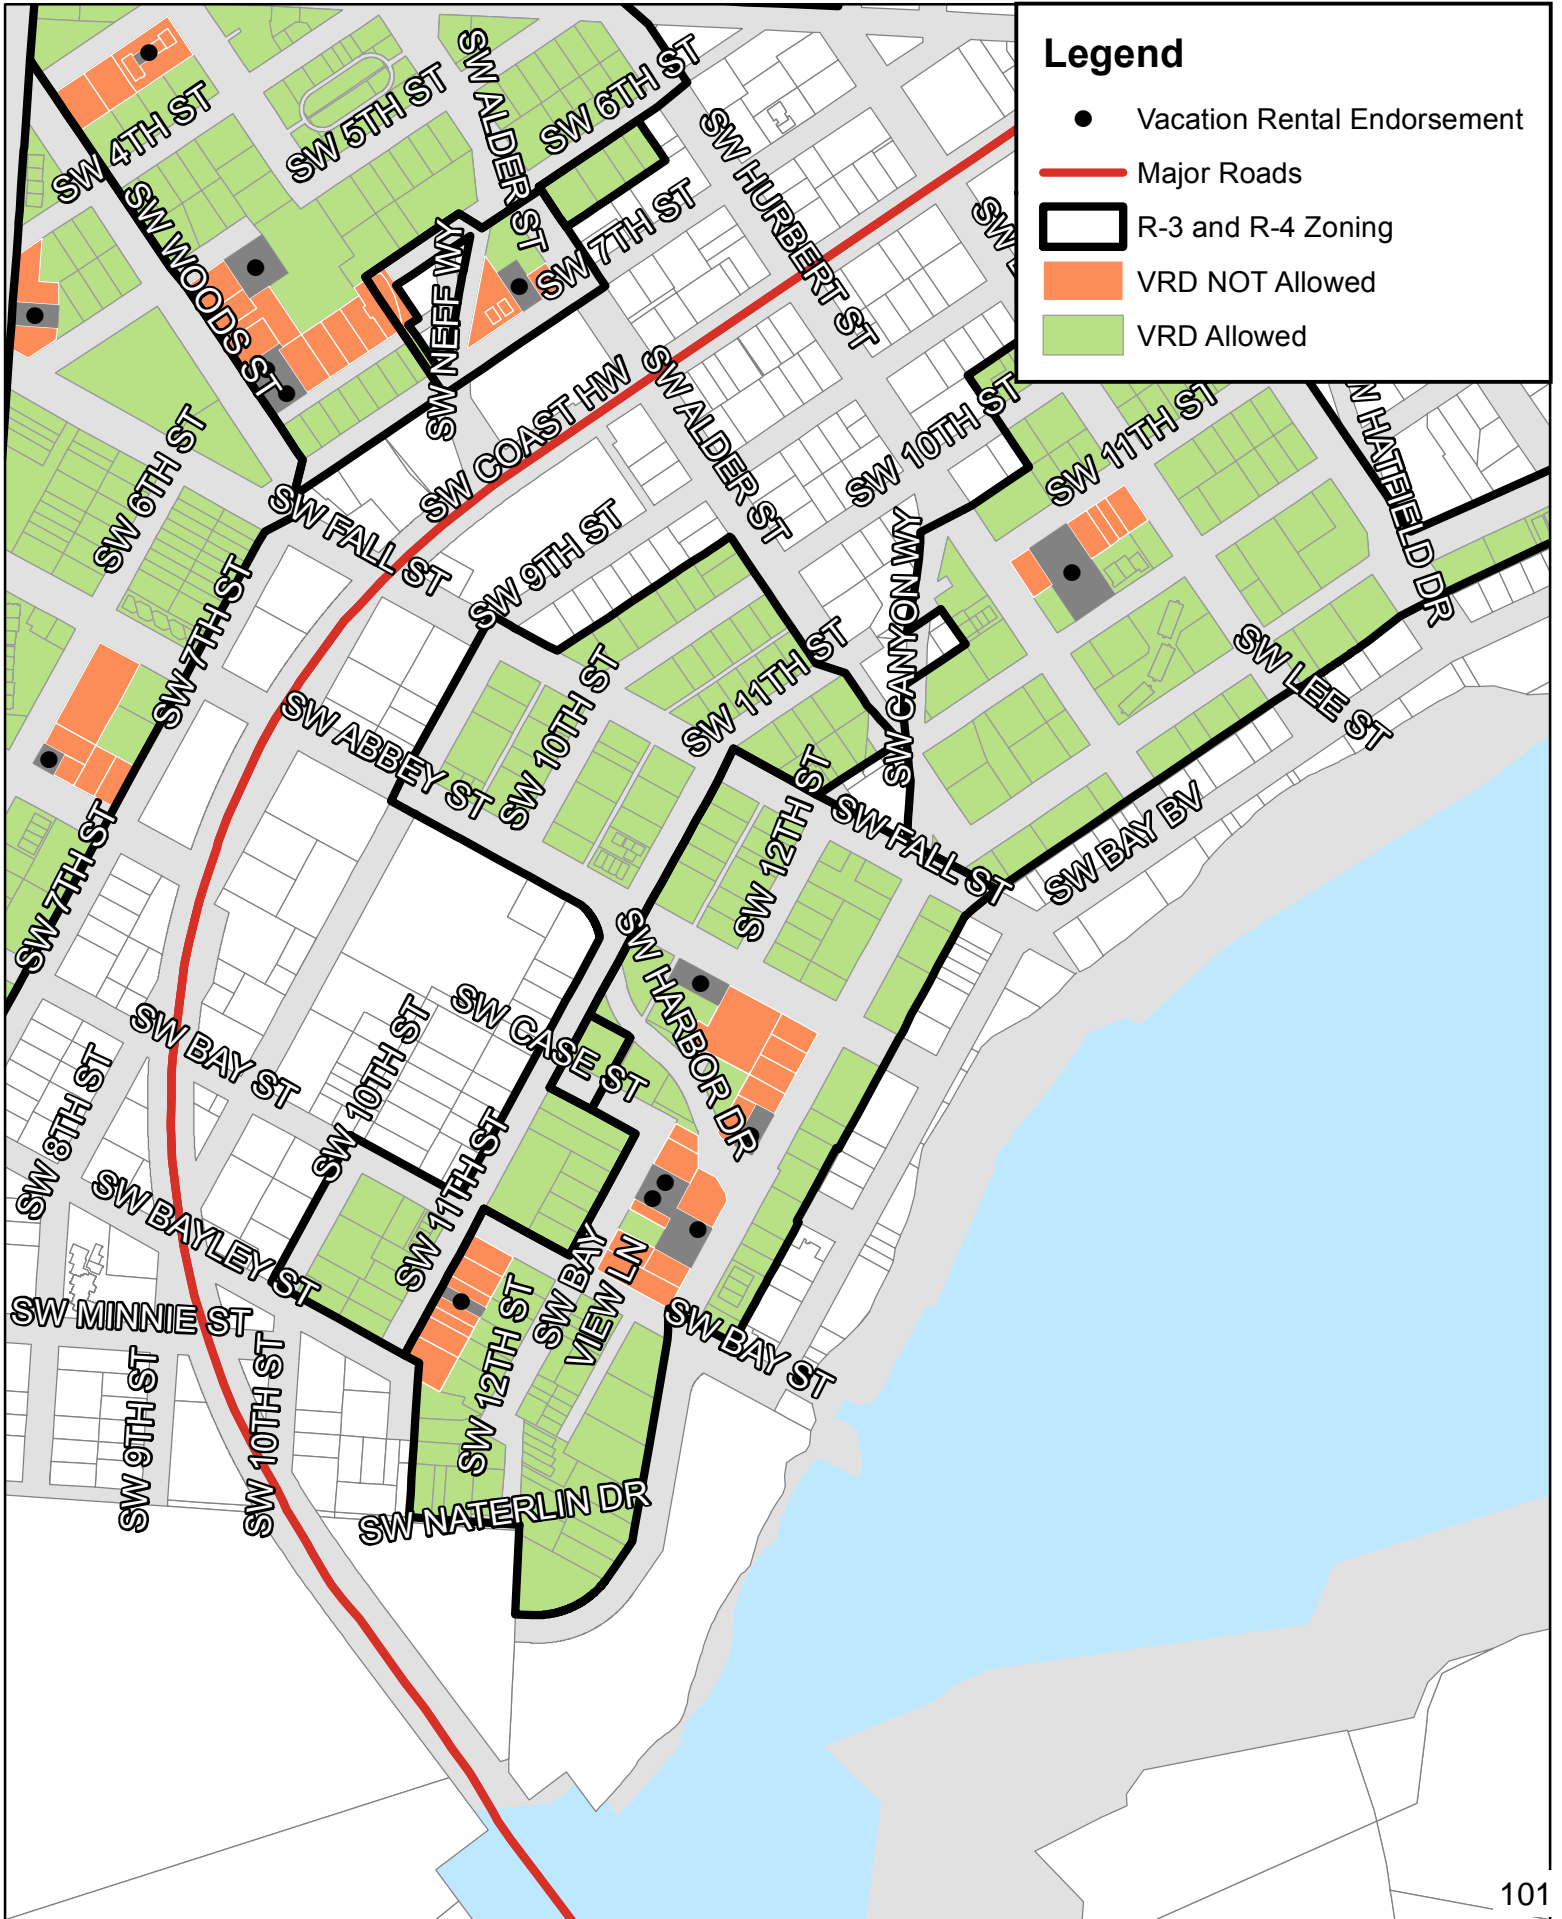 Legend
Vacation Rental Endorsement
Major Roads
R-3 and R-4 Zoning
VRD NOT Allowed
VRD Allowed
SW 4TH ST
SW 5TH ST
SW ALDER ST
SW 6TH ST
SW WOODS ST
SW NEFF WY
SW 7TH ST
SW HURBERT ST
SW
SW COAST HW
SW ALDER ST
SW 10TH ST
SW 11TH ST
SW HATFIELD DR
SW 6TH ST
SW FALL ST
SW 9TH ST
SW CANYON WY
SW 7TH ST
SW ABBEY ST
SW 10TH ST
SW 11TH ST
SW LEE ST
SW 12TH ST
SW FALL ST
SW BAY BV
SW 7TH ST
SW HARBOR DR
SW BAY ST
SW 10TH ST
SW CASE ST
SW 8TH ST
SW BAYLEY ST
SW 11TH ST
SW BAY
VIEW LN
SW MINNIE ST
SW 12TH ST
SW BAY ST
SW 9TH ST
SW 10TH ST
SW NATERLIN DR
101